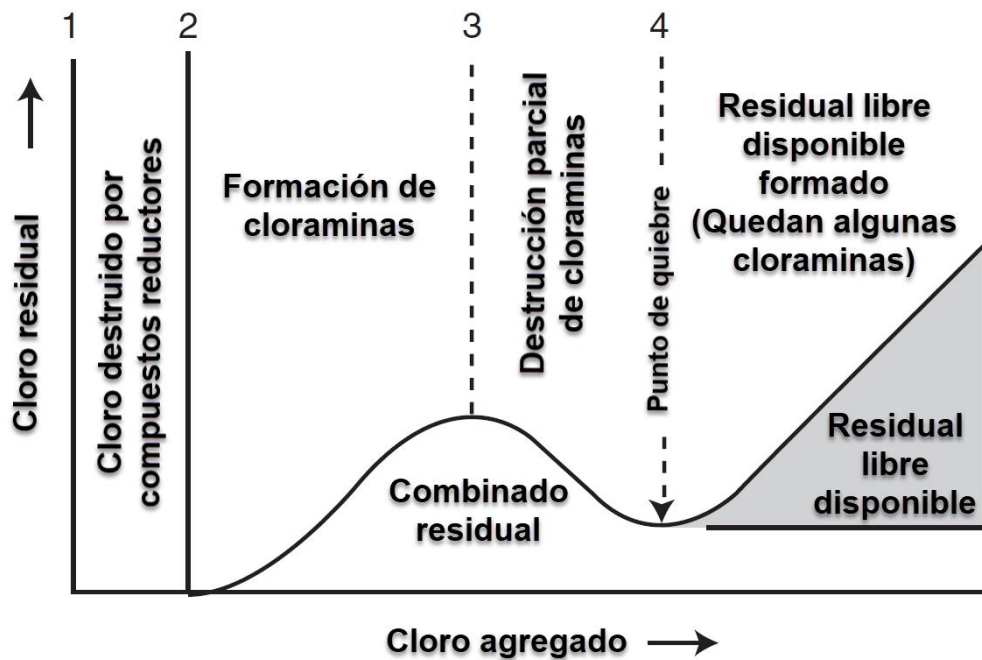 1
2
3
4
Cloro residual
Cloro destruido por
compuestos reductores
Formación de
cloraminas
Destrucción parcial
de cloraminas
Punto de quiebre
Residual libre
disponible
formado
(Quedan algunas
cloraminas)
Combinado
residual
Residual
libre
disponible
Cloro agregado